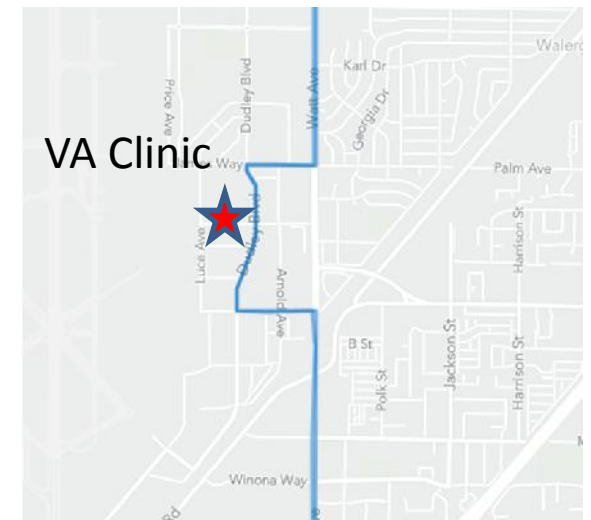 Walerg
Karl Dr
Price Ave
Dudley Blvd
Watt Ave
Georgia Dr
VA Clinic
Way
Palm Ave
Luce Ave
Dudley Blvd
Harrison St
Arnold Ave
B St
Jackson St
Polk St
Harrison St
Winona Way
Rd